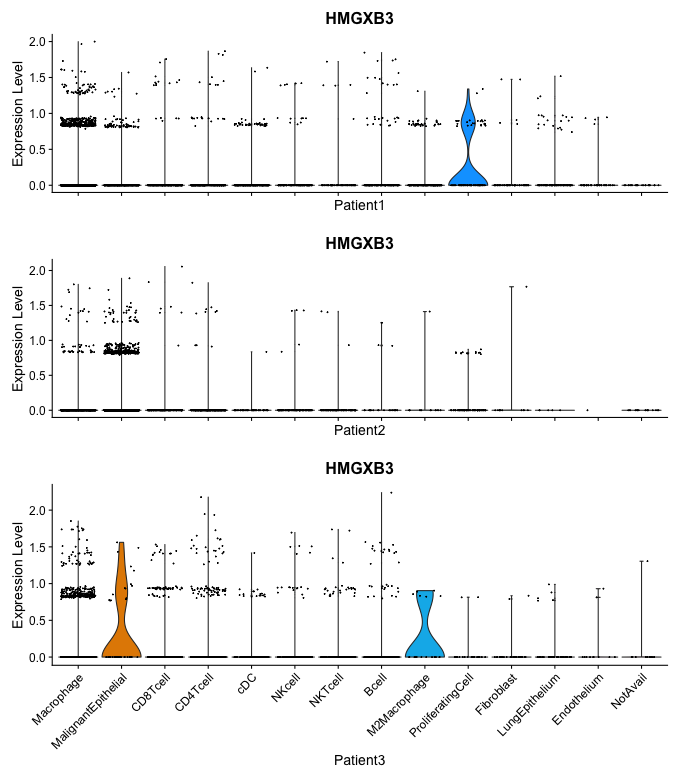 HMGXB3
Expression Level
2.0
1.5
1.0
0.5
0.0
Patient1
HMGXB3
Expression Level
2.0
1.5
1.0
0.5
0.0
Patient2
HMGXB3
Expression Level
2.0
1.5
1.0
0.5
0.0
Macrophage
MalignantEpithelial
CD8Tcell
CD4Tcell
cDC
NKcell
NKTcell
Bcell
M2Macrophage
ProliferatingCell
Fibroblast
LungEpithelium
Endothelium
NotAvail
Patient3